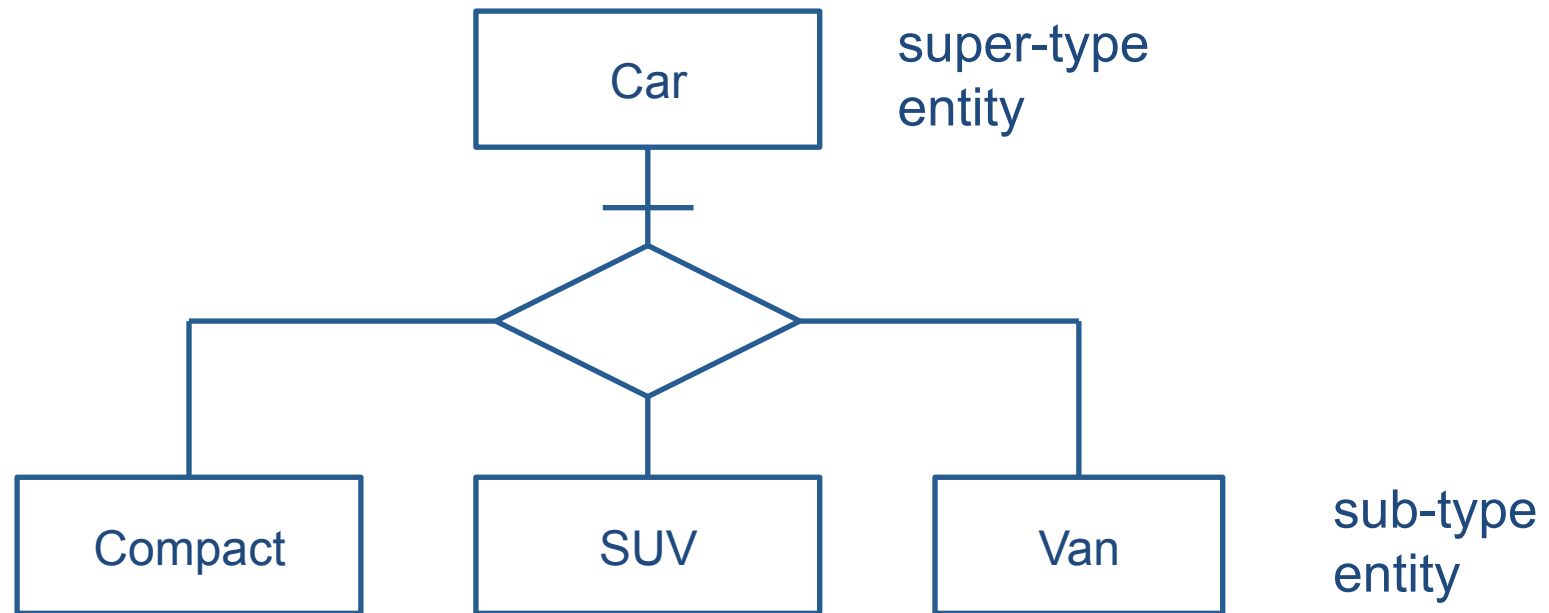 Car
super-type
entity
Compact
SUV
Van
sub-type
entity